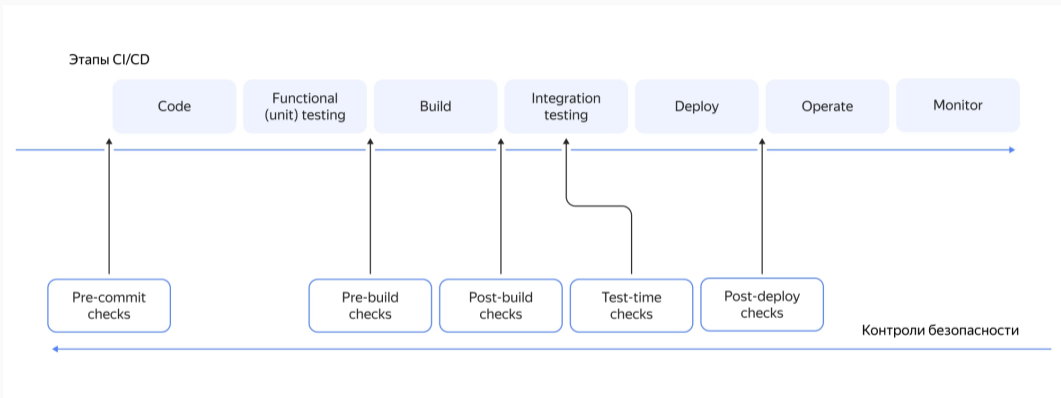 Этапы CI/CD
Code
Functional
(unit) testing
Build
Integration
testing
Deploy
Operate
Monitor
Pre-commit
checks
Pre-build
checks
Post-build
checks
Test-time
checks
Post-deploy
checks
Контроли безопасности